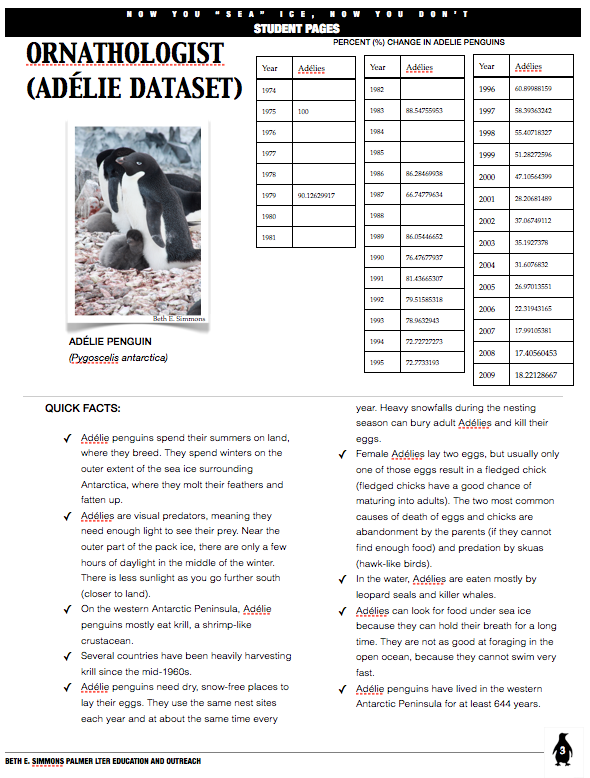 NOW YOU "SEA" ICE, NOW YOU DON'T
STUDENT PAGES
ORNATHOLOGIST
(ADÉLIE DATASET)
Beth E. Simmons
ADÉLIE PENGUIN
(Pygoscelis antarctica)
PERCENT (%) CHANGE IN ADELIE PENGUINS
Year Adélies
1974
1975 100
1976
1977
1978
1979 90.12629917
1980
1981
Year Adélies
1982
1983 88.54755953
1984
1985
1986 86.28469938
1987 66.74779634
1988
1989 86.05446652
1990 76.47677937
1991 81.43665307
1992 79.51585318
1993 78.9632943
1994 72.72727273
1995 72.7733193
Year Adélies
1996 60.89988159
1997 58.39363242
1998 55.40718327
1999 51.28272596
2000 47.10564399
2001 28.20681489
2002 37.06749112
2003 35.1927378
2004 31.6076832
2005 26.97013551
2006 22.31943165
2007 17.99105381
2008 17.40560453
2009 18.22128667
QUICK FACTS:
✓ Adélie penguins spend their summers on land,
where they breed. They spend winters on the
outer extent of the sea ice surrounding
Antarctica, where they molt their feathers and
fatten up.
✓ Adélies are visual predators, meaning they
need enough light to see their prey. Near the
outer part of the pack ice, there are only a few
hours of daylight in the middle of the winter.
There is less sunlight as you go further south
(closer to land).
✓ On the western Antarctic Peninsula, Adélie
penguins mostly eat krill, a shrimp-like
crustacean.
✓ Several countries have been heavily harvesting
krill since the mid-1960s.
✓ Adélie penguins need dry, snow-free places to
lay their eggs. They use the same nest sites
each year and at about the same time every
year. Heavy snowfalls during the nesting
season can bury adult Adélies and kill their
eggs.
✓ Female Adélies lay two eggs, but usually only
one of those eggs result in a fledged chick
(fledged chicks have a good chance of
maturing into adults). The two most common
causes of death of eggs and chicks are
abandonment by the parents (if they cannot
find enough food) and predation by skuas
(hawk-like birds).
✓ In the water, Adélies are eaten mostly by
leopard seals and killer whales.
✓ Adélies can look for food under sea ice
because they can hold their breath for a long
time. They are not as good at foraging in the
open ocean, because they cannot swim very
fast.
✓ Adélie penguins have lived in the western
Antarctic Peninsula for at least 644 years.
BETH E. SIMMONS PALMER LTER EDUCATION AND OUTREACH
3